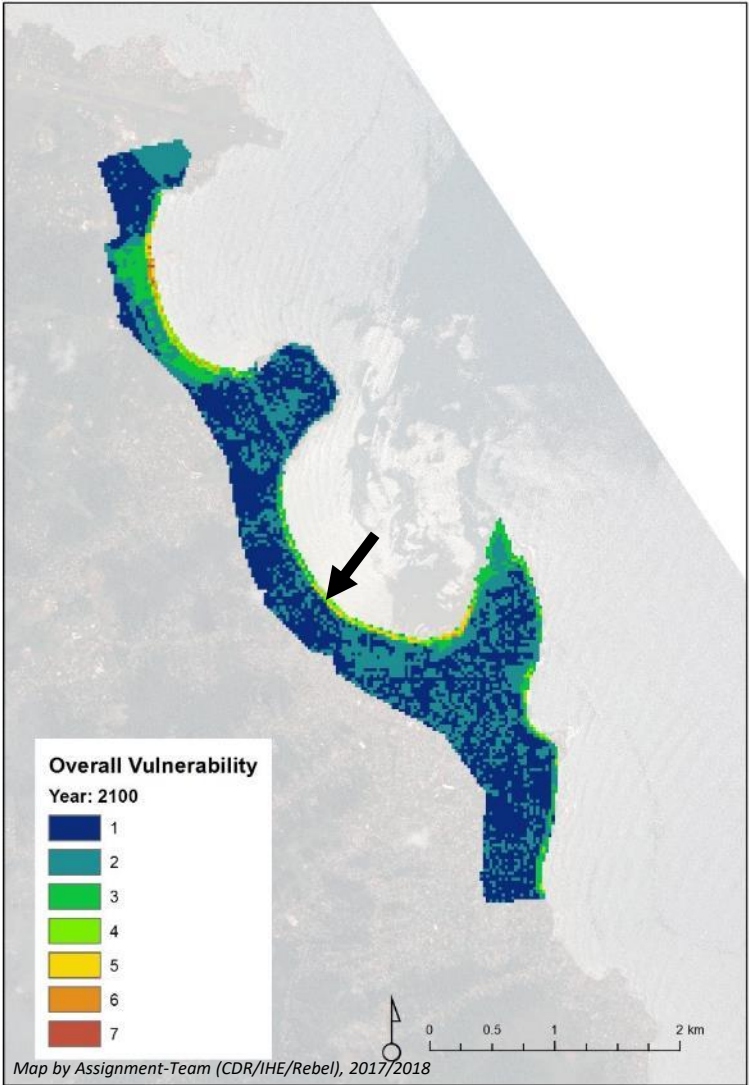 Overall Vulnerability
Year: 2100
1
2
3
4
5
6
7
0 0.5 1 2 km
Map by Assignment-Team (CDR/IHE/Rebel), 2017/2018